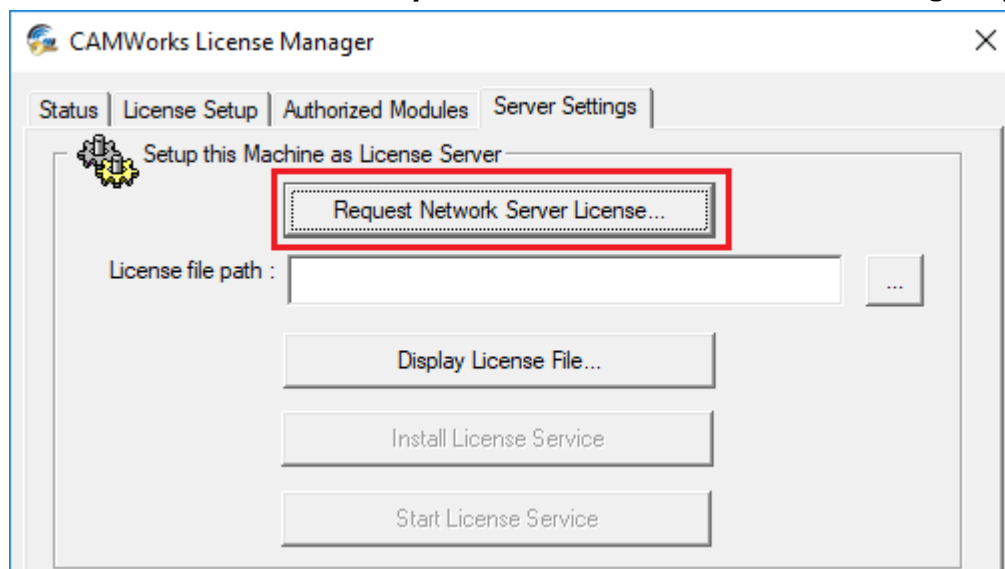 CAMWorks License Manager
Status License Setup Authorized Modules Server Settings
Setup this Machine as License Server
Request Network Server License...
License file path :
...
Display License File...
Install License Service
Start License Service